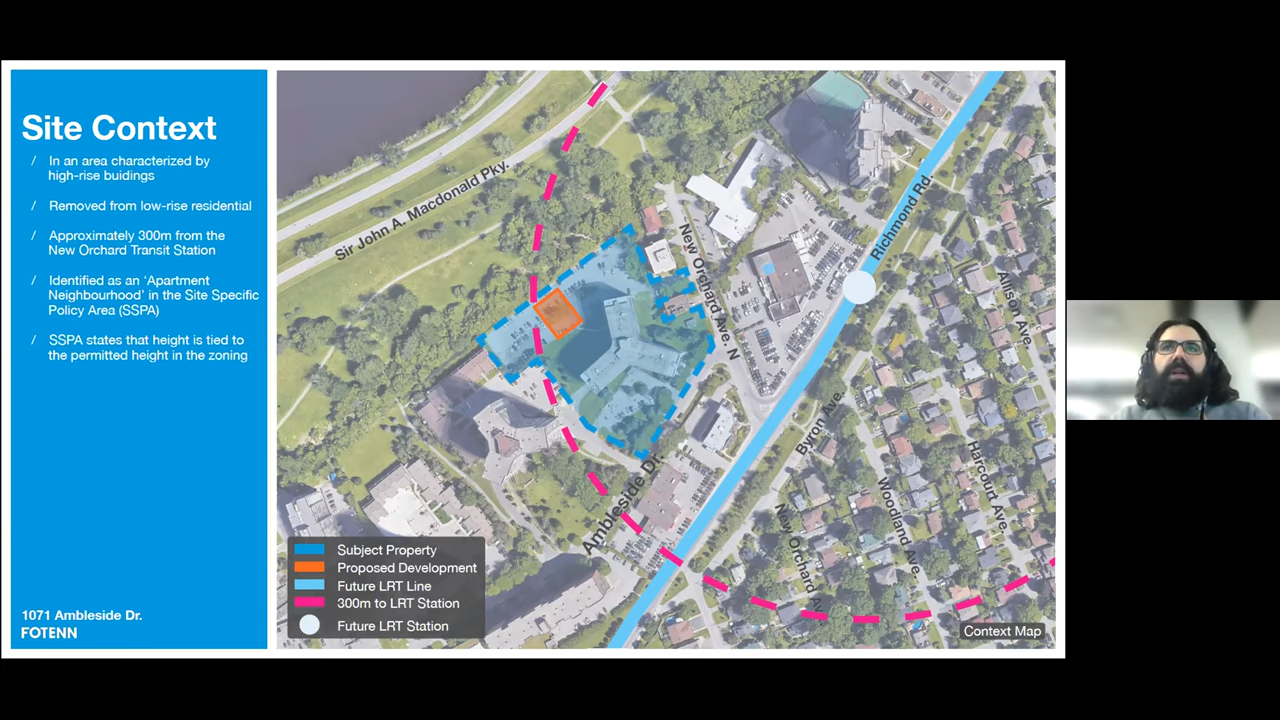 Site Context
/ In an area characterized by
high-rise buidings
/ Removed from low-rise residential
/ Approximately 300m from the
New Orchard Transit Station
/ Identified as an 'Apartment
Neighbourhood' in the Site Specific
Policy Area (SSPA)
/ SSPA states that height is tied to
the permitted height in the zoning
1071 Ambleside Dr.
FOTENN
Sir John A. Macdonald Pky.
New Orchard Ave. N
Richmond Rd.
Allison Ave.
Byron Ave.
Harcourt Ave.
Woodland Ave.
New Orchard Av
Ambleside Dr.
Subject Property
Proposed Development
Future LRT Line
300m to LRT Station
Future LRT Station
Context Map